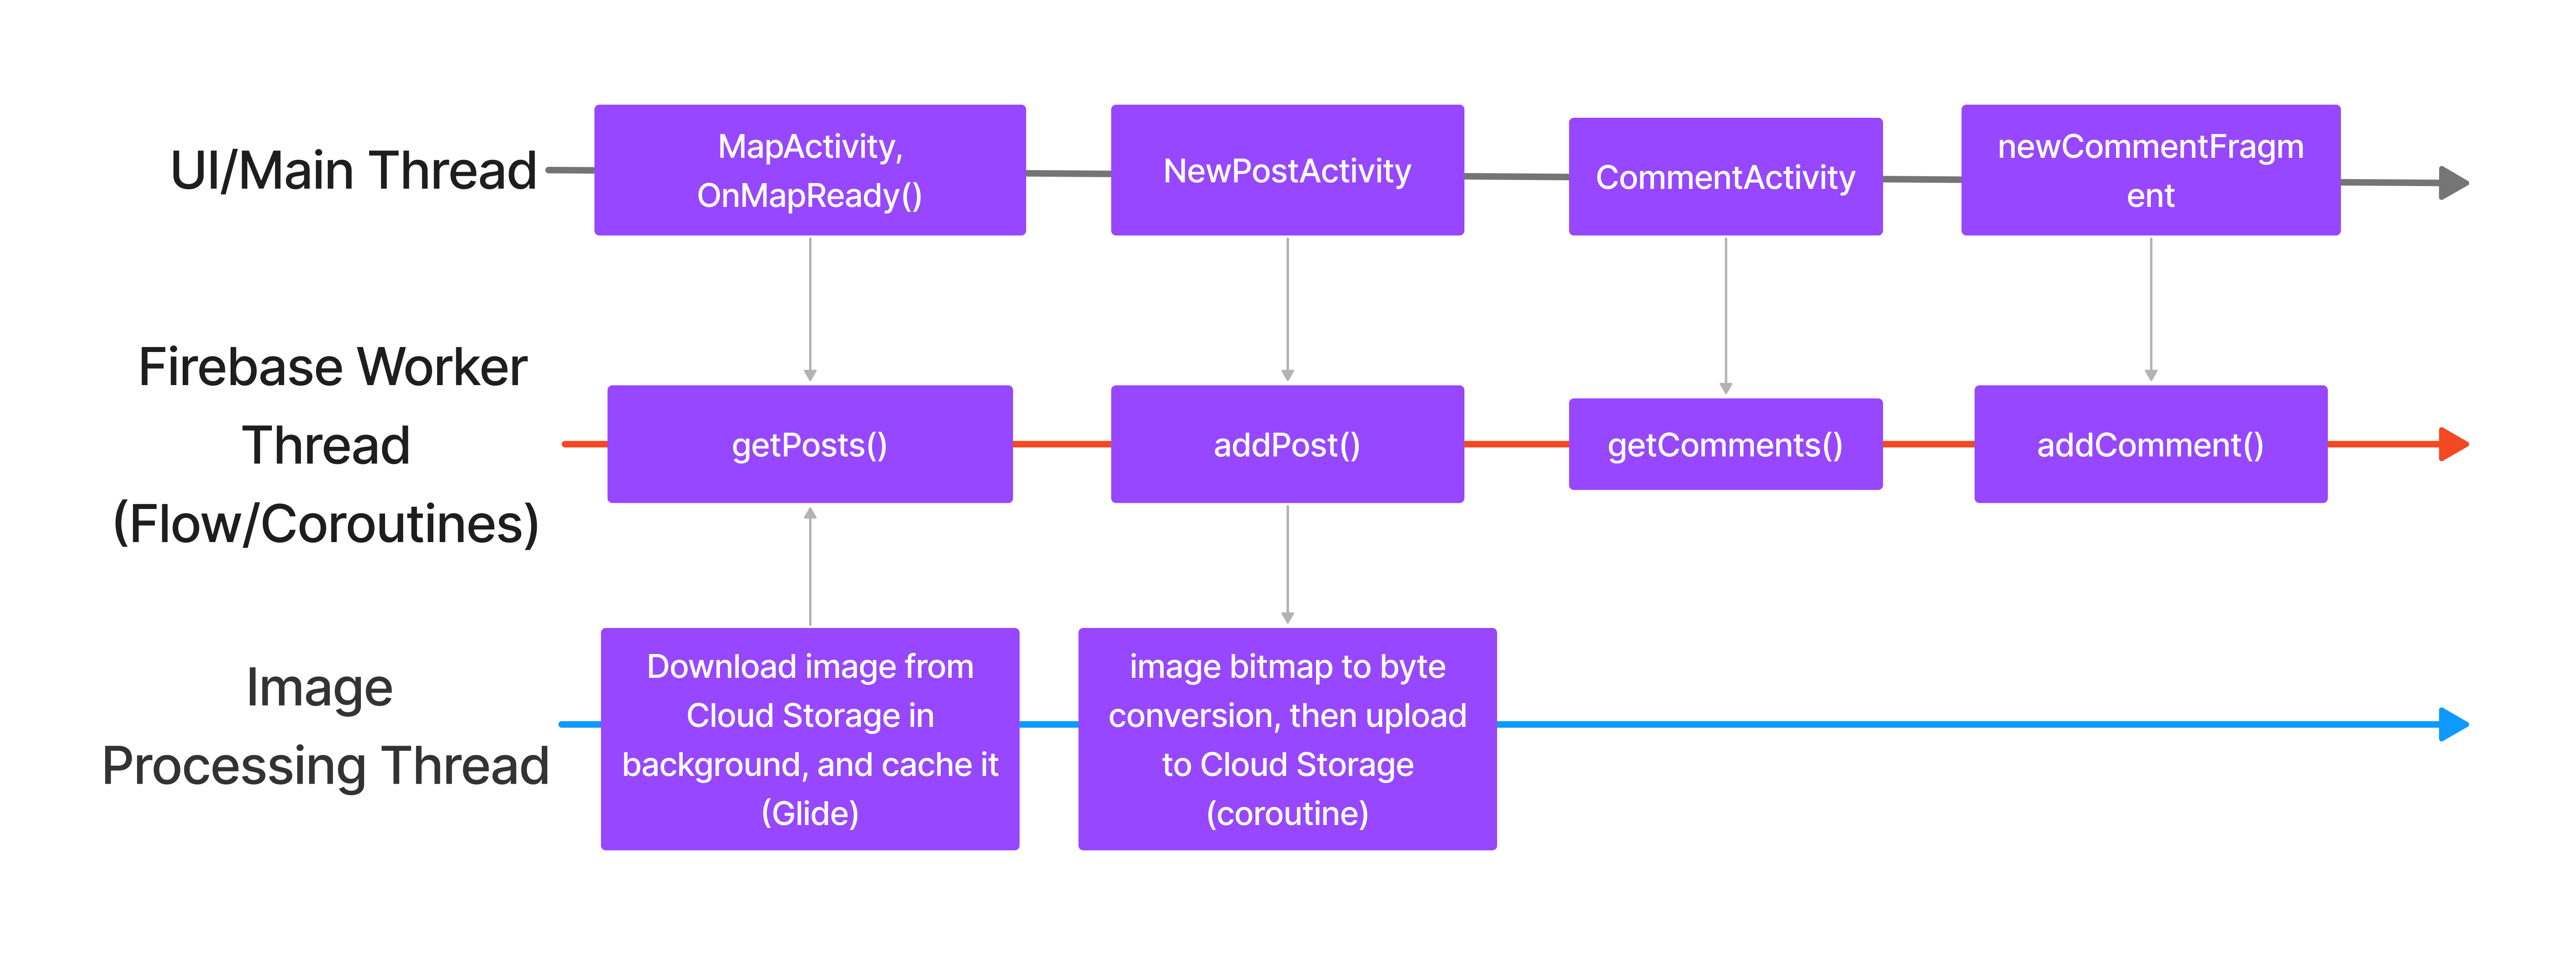 UI/Main Thread
MapActivity,
OnMapReady()
NewPostActivity
CommentActivity
newCommentFragm
ent
Firebase Worker
Thread
(Flow/Coroutines)
getPosts()
addPost()
getComments()
addComment()
Image
Processing Thread
Download image from
Cloud Storage in
background, and cache it
(Glide)
image bitmap to byte
conversion, then upload
to Cloud Storage
(coroutine)